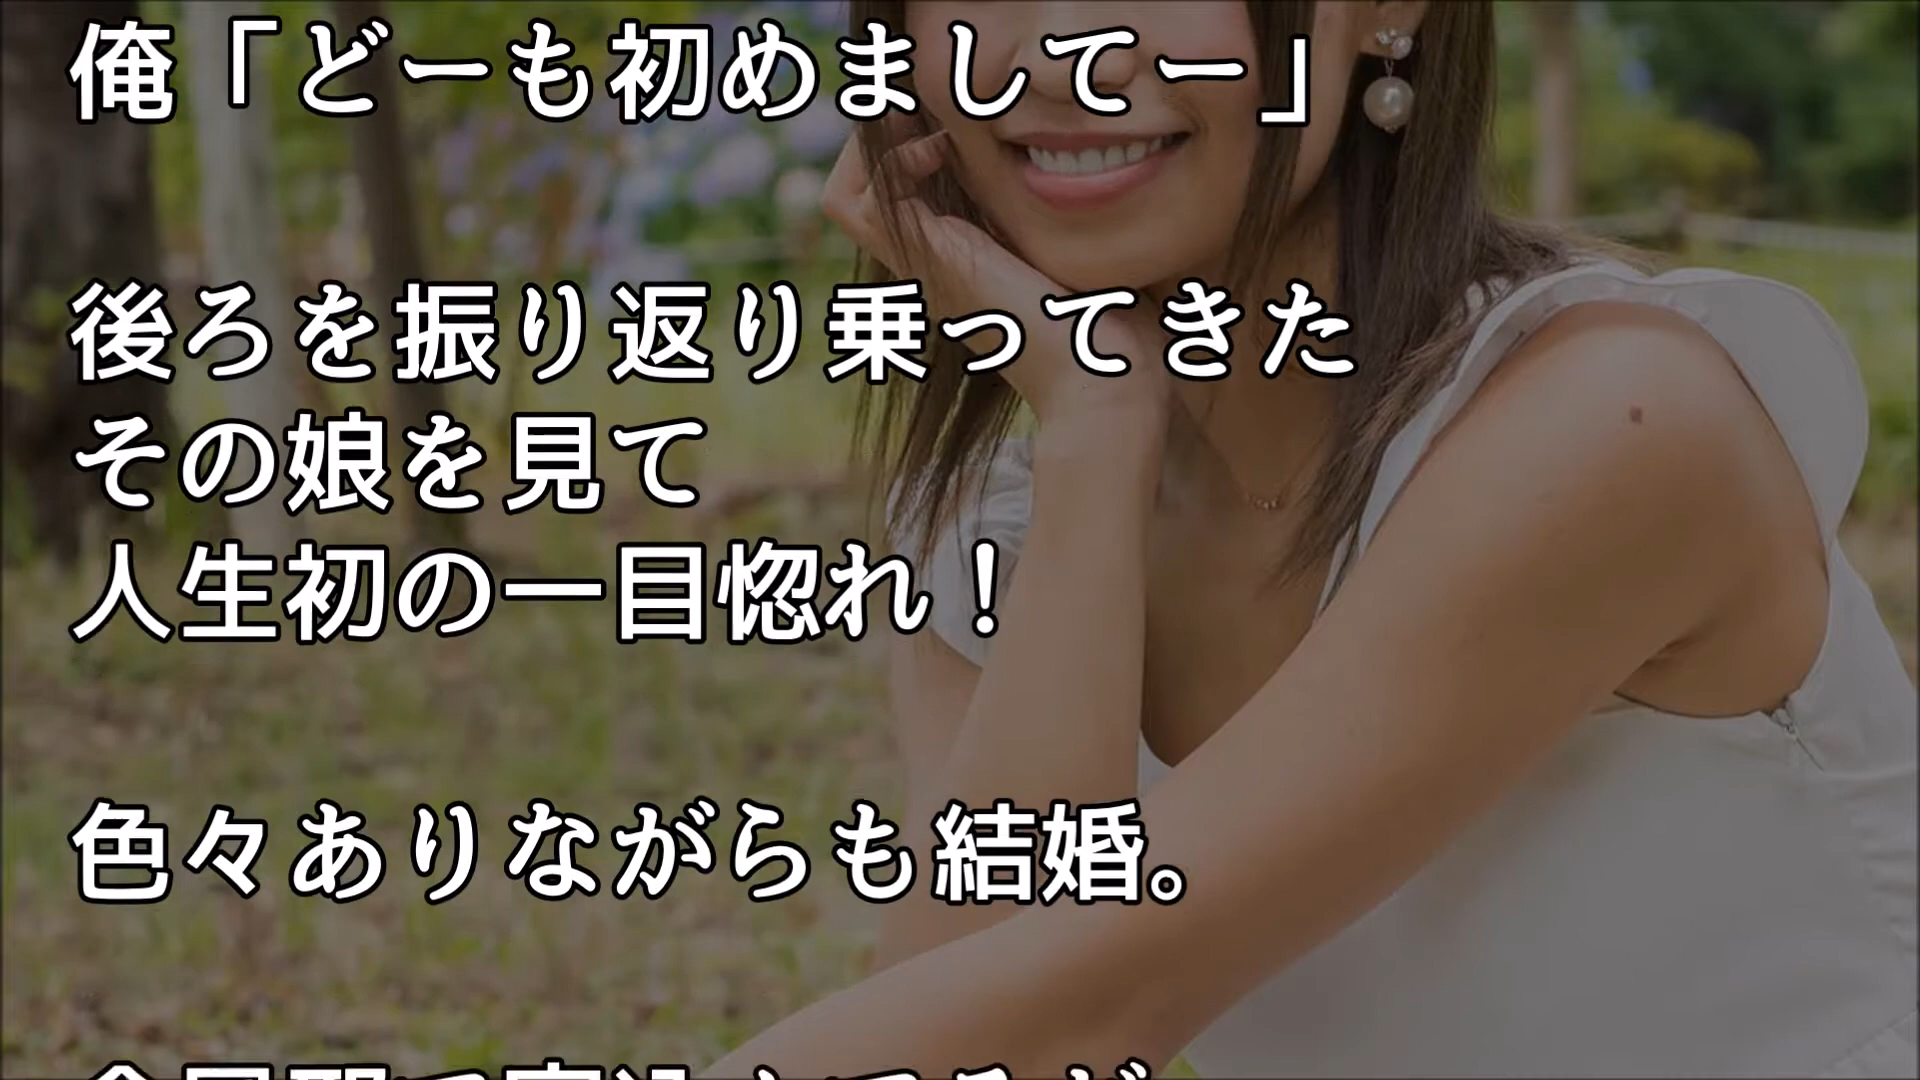 俺「どーも初めましてー」
後ろを振り返り乗ってきた
その娘を見て
人生初の一目惚れ！
色々ありながらも結婚。